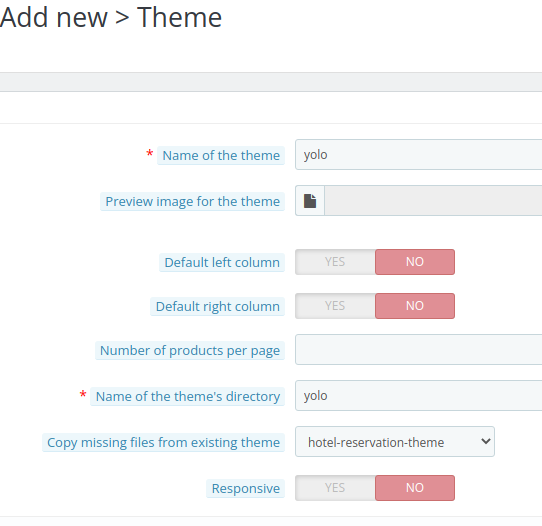 Add new > Theme
* Name of the theme yolo
Preview image for the theme
Default left column YES NO
Default right column YES NO
Number of products per page
* Name of the theme's directory yolo
Copy missing files from existing theme hotel-reservation-theme
Responsive YES NO